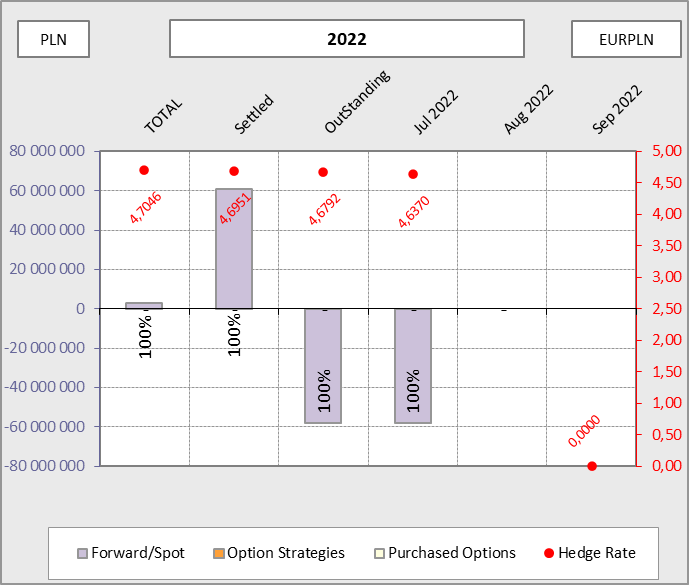 PLN
2022
EURPLN
TOTAL
Settled
OutStanding
Jul 2022
Aug 2022
Sep 2022
80 000 000
60 000 000
40 000 000
20 000 000
0
-20 000 000
-40 000 000
-60 000 000
-80 000 000
4,7046
4,6951
4,6792
4,6370
0,0000
100%
100%
100%
100%
5,00
4,50
4,00
3,50
3,00
2,50
2,00
1,50
1,00
0,50
0,00
Forward/Spot
Option Strategies
Purchased Options
Hedge Rate